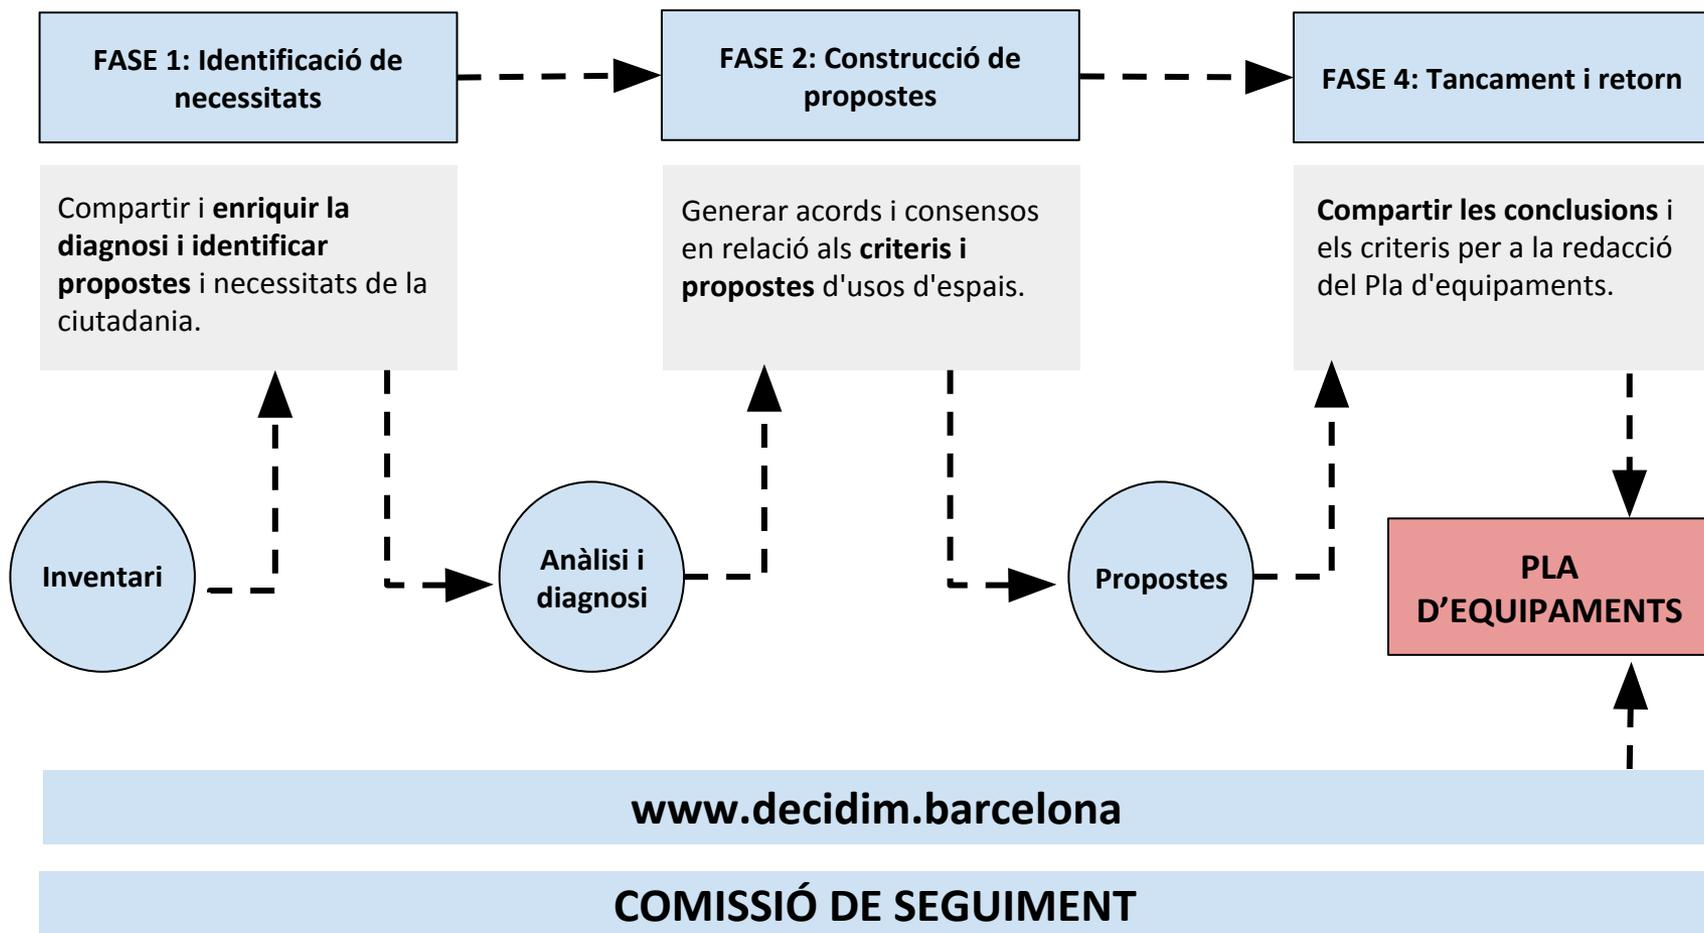 FASE 1: Identificació de
necessitats
FASE 2: Construcció de
propostes
FASE 4: Tancament i retorn
Compartir i enriquir la
diagnosi i identificar
propostes i necessitats de la
ciutadania.
Generar acords i consensos
en relació als criteris i
propostes d'usos d'espais.
Compartir les conclusions i
els criteris per a la redacció
del Pla d'equipaments.
Inventari
Anàlisi i
diagnosi
Propostes
PLA
D’EQUIPAMENTS
www.decidim.barcelona
COMISSIÓ DE SEGUIMENT